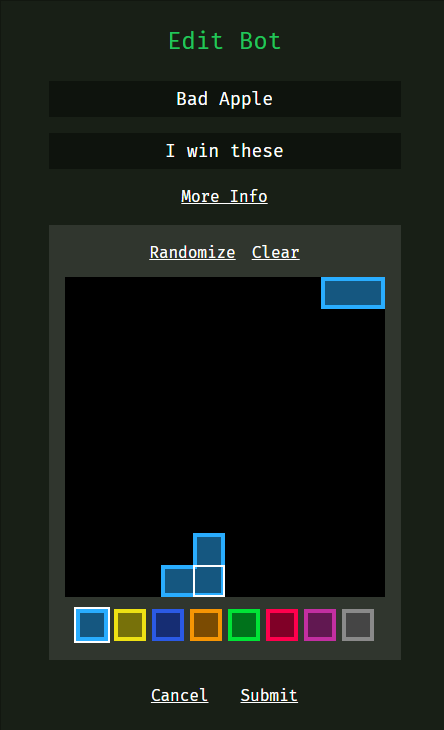 Edit Bot
Bad Apple
I win these
More Info
Randomize Clear
Cancel Submit